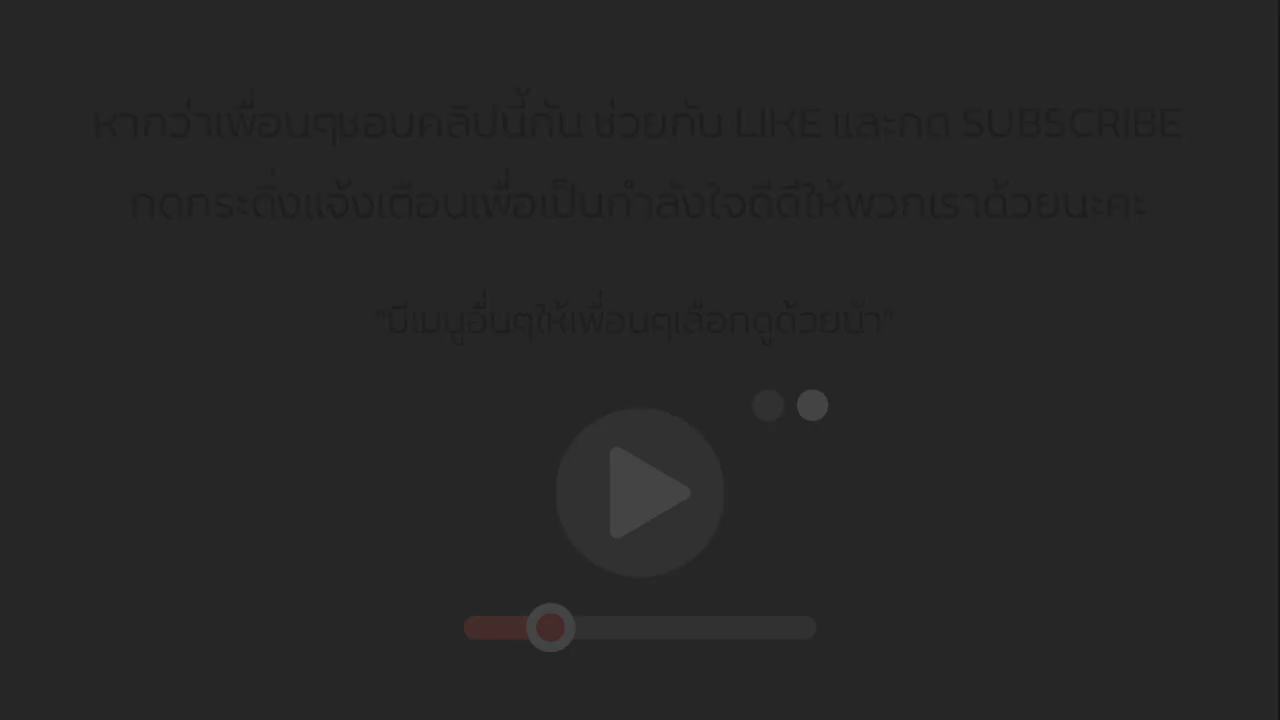 หากว่าเพื่อนๆชอบคลิปนี้กัน ช่วยกัน LIKE และกด SUBSCRIBE
กดกระดิ่งแจ้งเตือนเพื่อเป็นกำลังใจดีดีให้พวกเราด้วยนะคะ
"มีเมนูอื่นๆให้เพื่อนๆเลือกดูด้วยน้า"